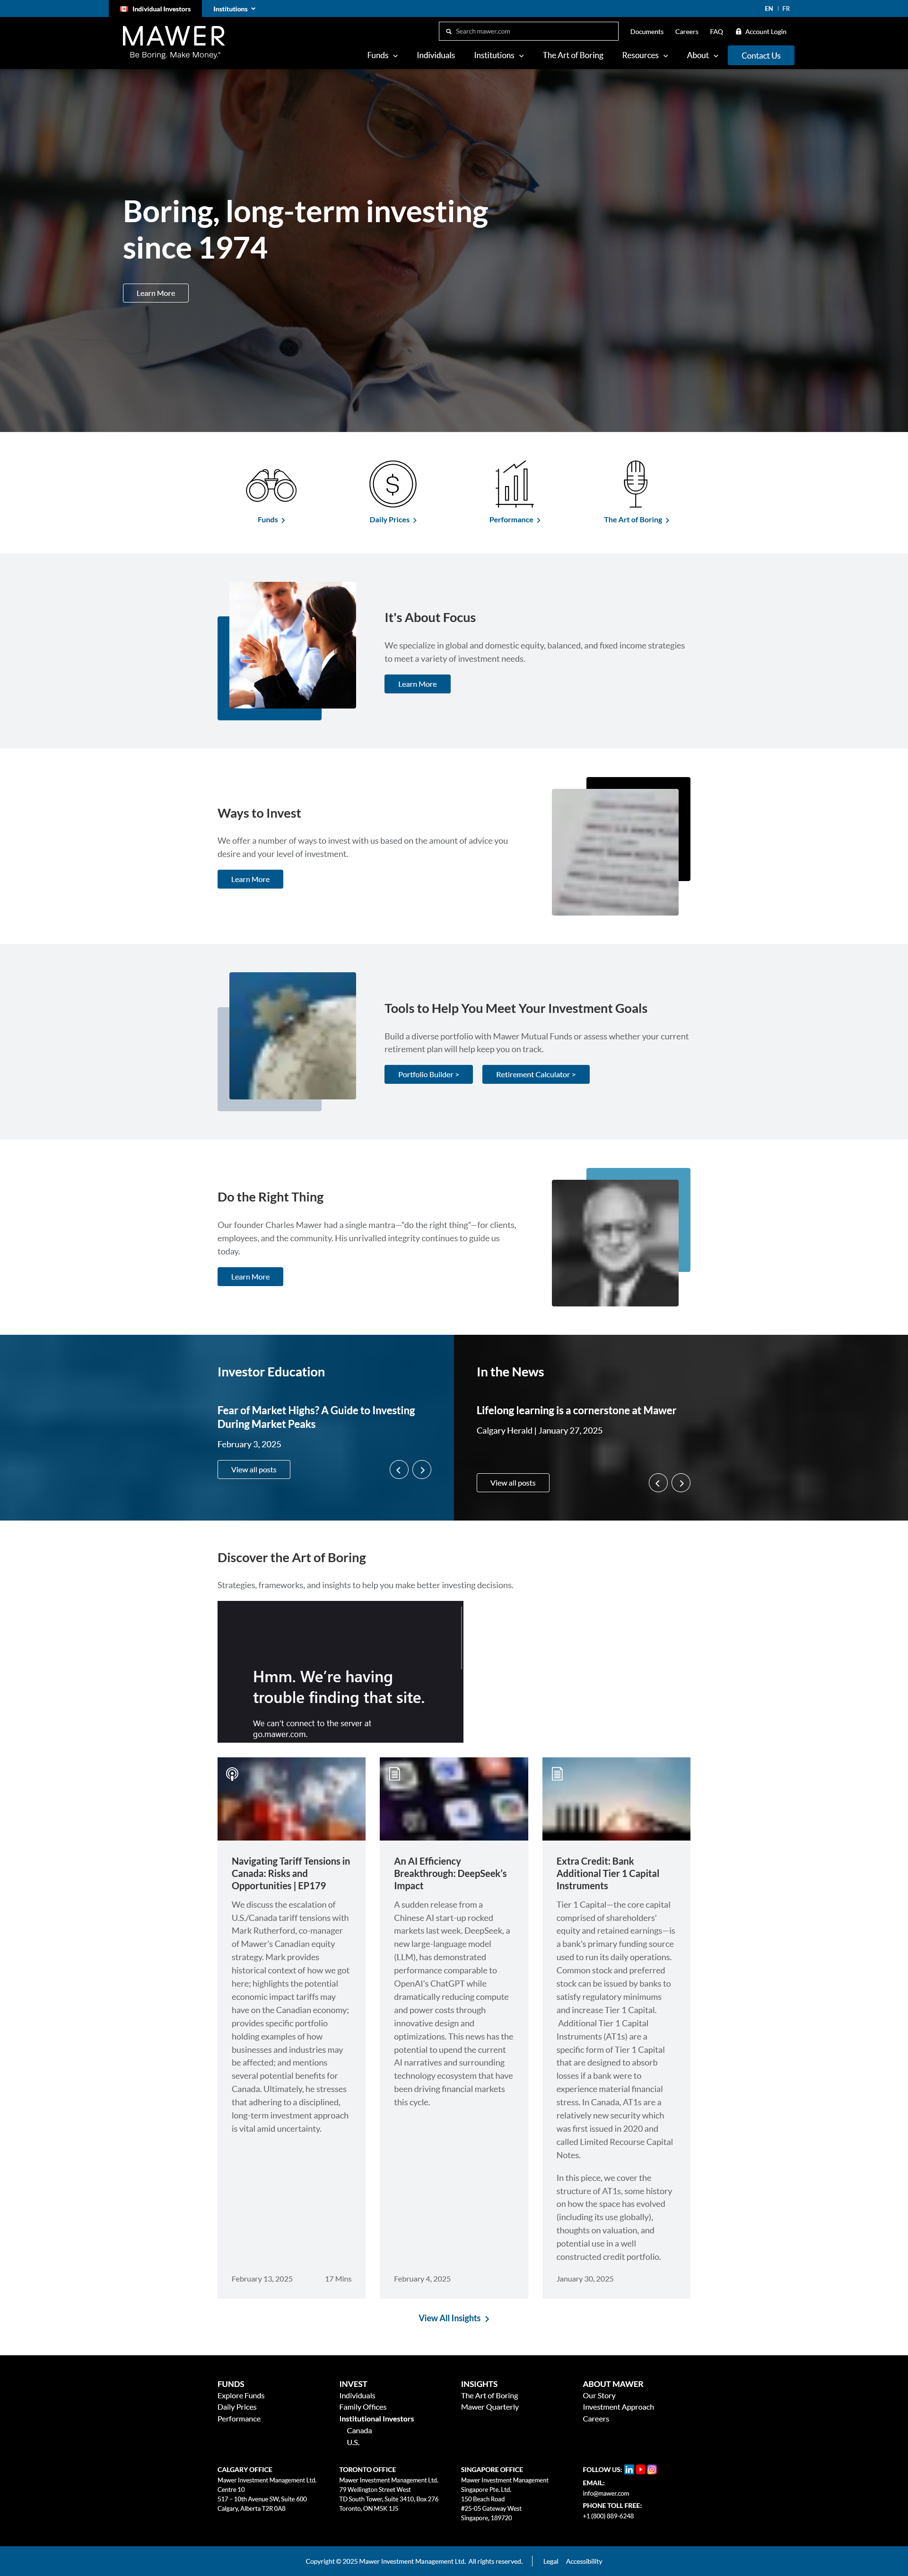 Individual Investors
Institutions
EN | FR
MAWER
Be Boring. Make Money.®
Search mawer.com
Documents
Careers
FAQ
Account Login
Funds
Individuals
Institutions
The Art of Boring
Resources
About
Contact Us
Boring, long-term investing
since 1974
Learn More
Funds
Daily Prices
Performance
The Art of Boring
It's About Focus
We specialize in global and domestic equity, balanced, and fixed income strategies
to meet a variety of investment needs.
Learn More
Ways to Invest
We offer a number of ways to invest with us based on the amount of advice you
desire and your level of investment.
Learn More
Tools to Help You Meet Your Investment Goals
Build a diverse portfolio with Mawer Mutual Funds or assess whether your current
retirement plan will help keep you on track.
Portfolio Builder >
Retirement Calculator >
Do the Right Thing
Our founder Charles Mawer had a single mantra—“do the right thing”—for clients,
employees, and the community. His unrivalled integrity continues to guide us
today.
Learn More
Investor Education
Fear of Market Highs? A Guide to Investing
During Market Peaks
February 3, 2025
View all posts
In the News
Lifelong learning is a cornerstone at Mawer
Calgary Herald | January 27, 2025
View all posts
Discover the Art of Boring
Strategies, frameworks, and insights to help you make better investing decisions.
Hmm. We’re having
trouble finding that site.
We can’t connect to the server at
go.mawer.com.
Navigating Tariff Tensions in
Canada: Risks and
Opportunities | EP179
We discuss the escalation of
U.S./Canada tariff tensions with
Mark Rutherford, co-manager
of Mawer's Canadian equity
strategy. Mark provides
historical context of how we got
here; highlights the potential
economic impact tariffs may
have on the Canadian economy;
provides specific portfolio
holding examples of how
businesses and industries may
be affected; and mentions
several potential benefits for
Canada. Ultimately, he stresses
that adhering to a disciplined,
long-term investment approach
is vital amid uncertainty.
February 13, 2025
17 Mins
An AI Efficiency
Breakthrough: DeepSeek’s
Impact
A sudden release from a
Chinese AI start-up rocked
markets last week. DeepSeek, a
new large-language model
(LLM), has demonstrated
performance comparable to
OpenAI’s ChatGPT while
dramatically reducing compute
and power costs through
innovative design and
optimizations. This news has the
potential to upend the current
AI narratives and surrounding
technology ecosystem that have
been driving financial markets
this cycle.
February 4, 2025
Extra Credit: Bank
Additional Tier 1 Capital
Instruments
Tier 1 Capital—the core capital
comprised of shareholders'
equity and retained earnings—is
a bank's primary funding source
used to run its daily operations.
Common stock and preferred
stock can be issued by banks to
satisfy regulatory minimums
and increase Tier 1 Capital.
Additional Tier 1 Capital
Instruments (AT1s) are a
specific form of Tier 1 Capital
that are designed to absorb
losses if a bank were to
experience material financial
stress. In Canada, AT1s are a
relatively new security which
was first issued in 2020 and
called Limited Recourse Capital
Notes.
In this piece, we cover the
structure of AT1s, some history
on how the space has evolved
(including its use globally),
thoughts on valuation, and
potential use in a well
constructed credit portfolio.
January 30, 2025
View All Insights
FUNDS
Explore Funds
Daily Prices
Performance
INVEST
Individuals
Family Offices
Institutional Investors
Canada
U.S.
INSIGHTS
The Art of Boring
Mawer Quarterly
ABOUT MAWER
Our Story
Investment Approach
Careers
CALGARY OFFICE
Mawer Investment Management Ltd.
Centre 10
517 – 10th Avenue SW, Suite 600
Calgary, Alberta T2R 0A8
TORONTO OFFICE
Mawer Investment Management Ltd.
79 Wellington Street West
TD South Tower, Suite 3410, Box 276
Toronto, ON M5K 1J5
SINGAPORE OFFICE
Mawer Investment Management
Singapore Pte. Ltd.
150 Beach Road
#25-05 Gateway West
Singapore, 189720
FOLLOW US:
EMAIL:
info@mawer.com
PHONE TOLL FREE:
+1 (800) 889-6248
Copyright © 2025 Mawer Investment Management Ltd. All rights reserved.
Legal
Accessibility